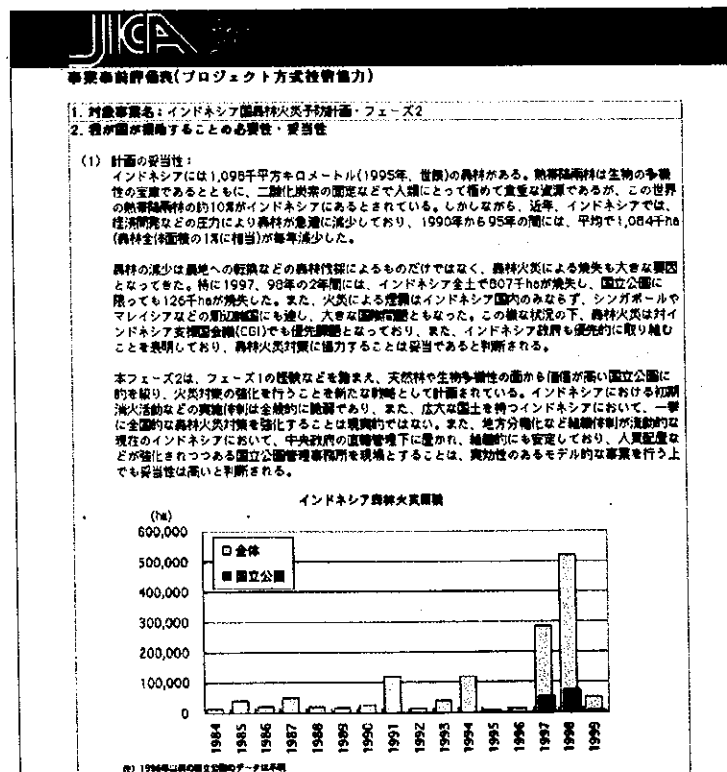 JICA
事業事前評価表(プロジェクト方式技術協力)
1. 対象事業名：インドネシア国森林火災予防計画・フェーズ2
2. 我が国が援助することの必要性・妥当性
(1) 計画の妥当性：
インドネシアには1,098千平方キロメートル(1995年、世銀)の森林がある。熱帯降雨林は生物の多様
性の宝庫であるとともに、二酸化炭素の固定などで人類にとって極めて貴重な資源であるが、この世界
の熱帯降雨林の約10%がインドネシアにあるとされている。しかしながら、近年、インドネシアでは、
経済開発などの圧力により森林が急速に減少しており、1990年から95年の間には、平均で1,084千ha
(森林全体面積の1%に相当)が毎年減少した。
森林の減少は農地への転換などの森林伐採によるものだけではなく、森林火災による焼失も大きな要因
となってきた。特に1997、98年の2年間には、インドネシア全土で807千haが焼失し、国立公園に
限っても126千haが焼失した。また、火災による煙霧はインドネシア国内のみならず、シンガポールや
マレイシアなどの周辺諸国にも達し、大きな国際問題ともなった。この様な状況の下、森林火災は対イ
ンドネシア支援国会議(CGI)でも優先課題となっており、また、インドネシア政府も優先的に取り組む
ことを表明しており、森林火災対策に協力することは妥当であると判断される。
本フェーズ2は、フェーズ1の経験などを踏まえ、天然林や生物多様性の面から価値が高い国立公園に
的を絞り、火災対策の強化を行うことを新たな戦略として計画されている。インドネシアにおける初期
消火活動などの実施体制は全般的に脆弱であり、また、広大な国土を持つインドネシアにおいて、一挙
に全国的な森林火災対策を強化することは現実的ではない。また、地方分権化など組織体制が流動的な
現在のインドネシアにおいて、中央政府の直轄管理下に置かれ、組織的にも安定しており、人員配置な
どが強化されつつある国立公園管理事務所を現場とすることは、実効性のあるモデル的な事業を行う上
でも妥当性は高いと判断される。
インドネシア森林火災面積
(ha)
600,000
500,000
400,000
300,000
200,000
100,000
0
全体
国立公園
1984 1985 1986 1987 1988 1989 1990 1991 1992 1993 1994 1995 1996 1997 1998 1999
注) 1996年以前の国立公園のデータは不明